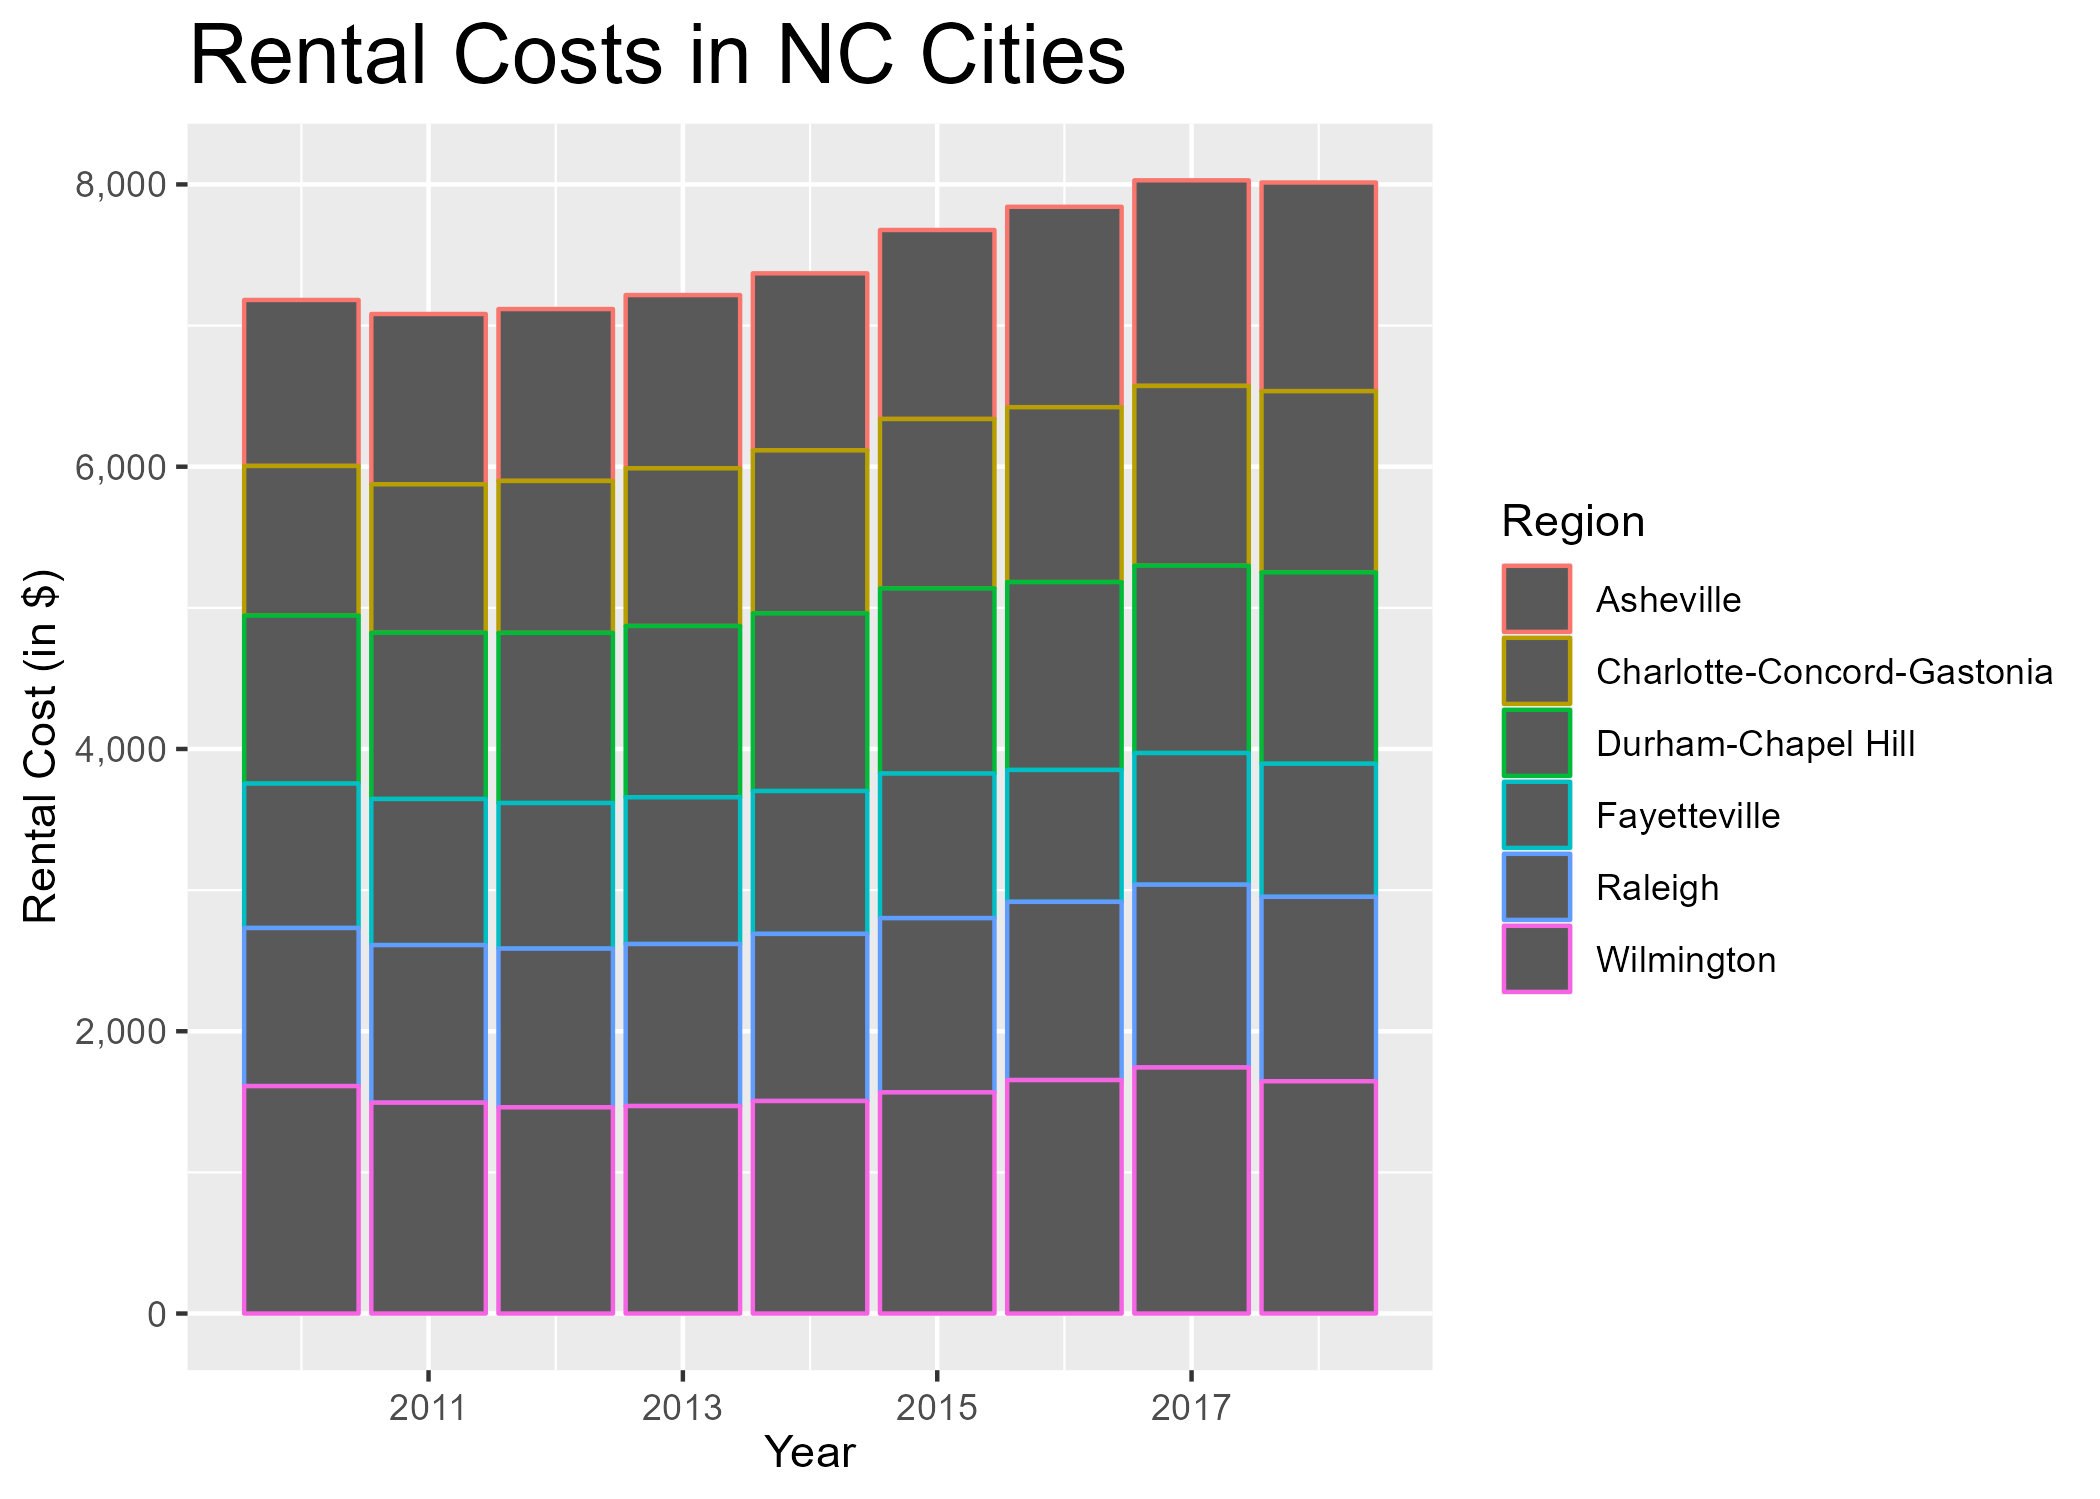 Rental Costs in NC Cities
8,000
6,000
4,000
2,000
0
Rental Cost (in $)
2011
2013
2015
2017
Year
Region
Asheville
Charlotte-Concord-Gastonia
Durham-Chapel Hill
Fayetteville
Raleigh
Wilmington